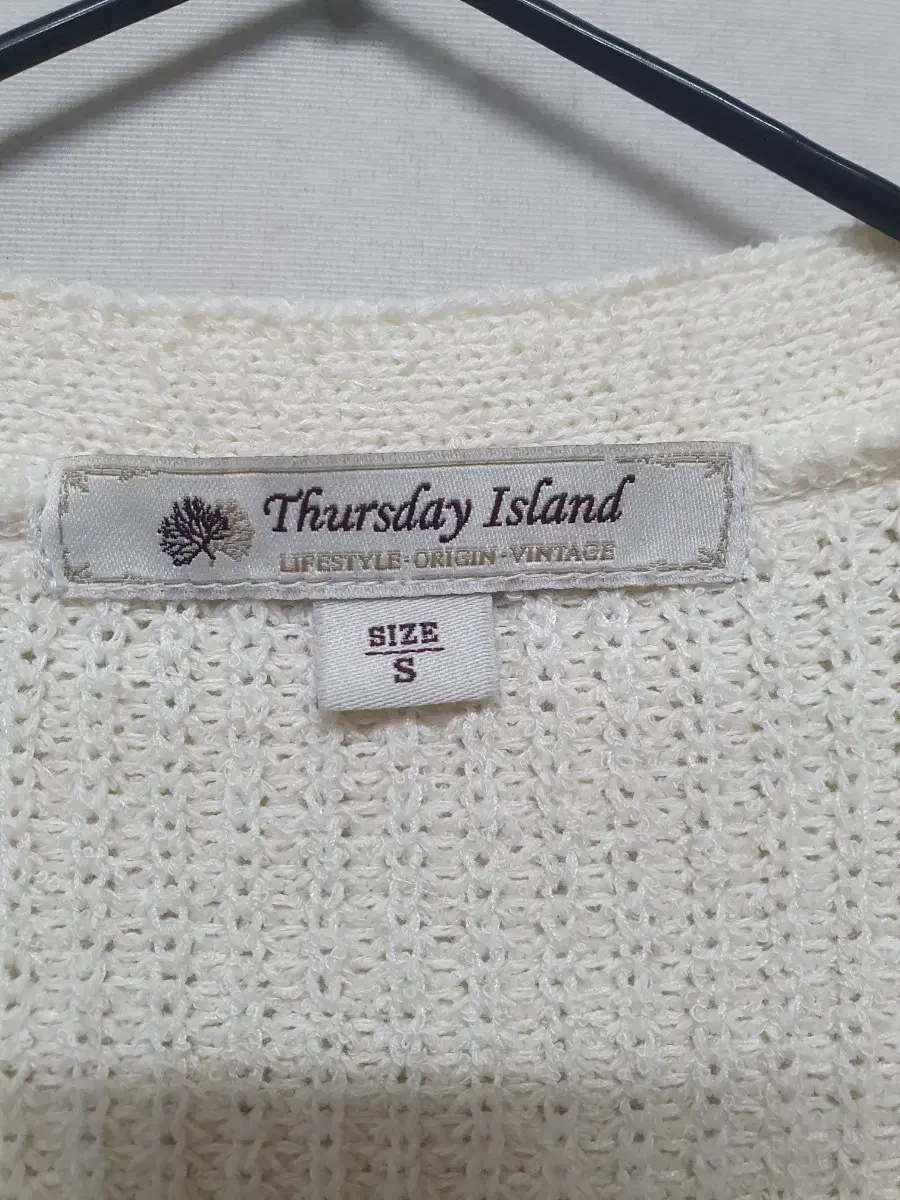 Thursday Island
LIFESTYLE·ORIGIN·VINTAGE
SIZE
S